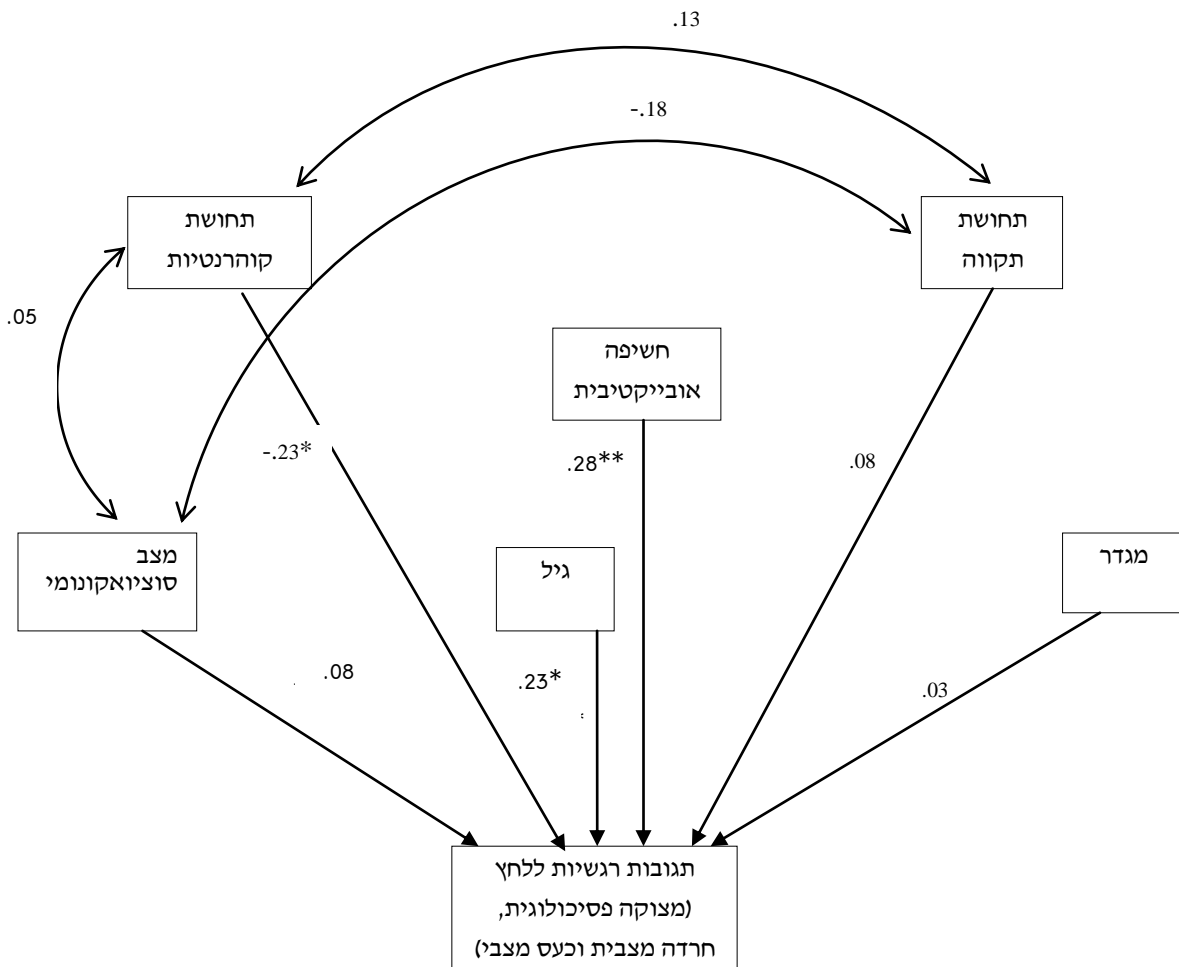 .13
-.18
תחושת
קוהרנטיות
תחושת
תקווה
.05
חשיפה
אובייקטיבית
-.23*
.28**
.08
מצב
סוציואקונומי
גיל
מגדר
.08
.23*
.03
תגובות רגשיות ללחץ
(מצוקה פסיכולוגית,
חרדה מצבית וכעס מצבי)